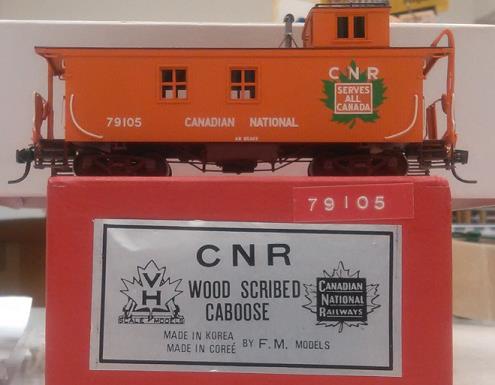 CNR
SERVES
ALL
CANADA
79105 CANADIAN NATIONAL
79105
CNR
VH
SCALE MODELS
WOOD SCRIBED
CABOOSE
CANADIAN
NATIONAL
RAILWAYS
MADE IN KOREA
MADE IN COREÉ BY F.M. MODELS